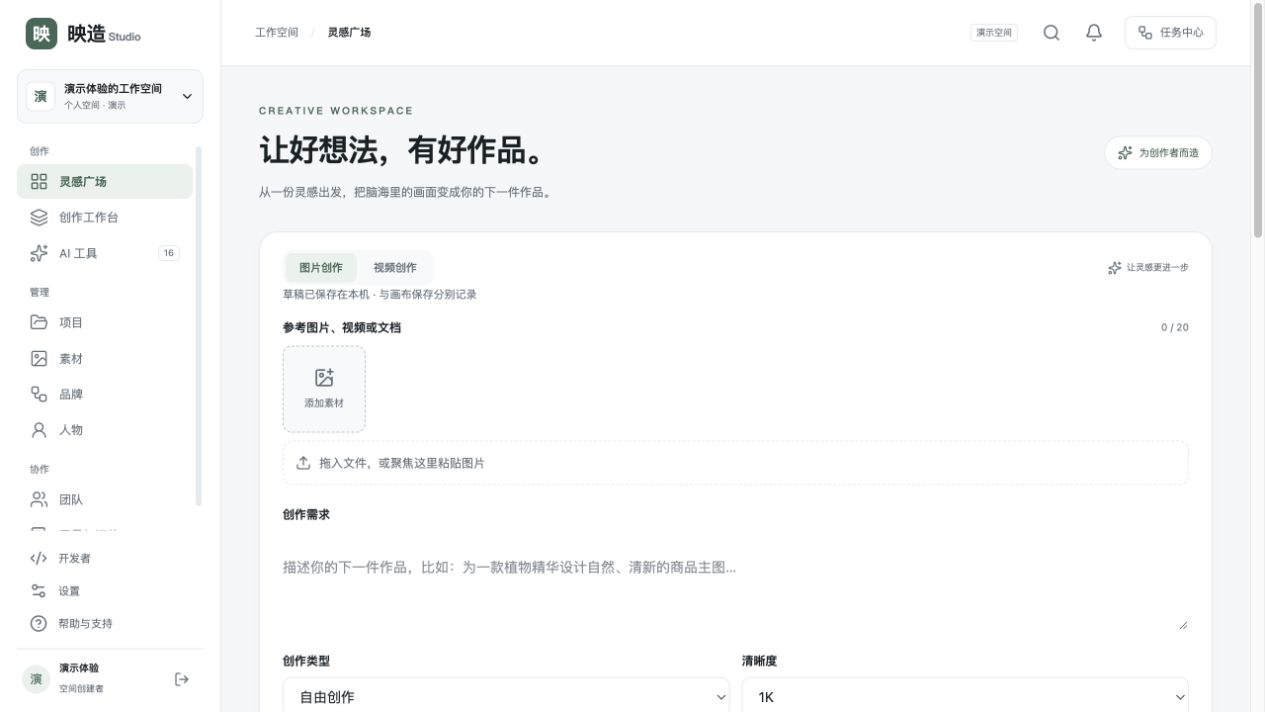 映 映造 Studio
演 演示体验的工作空间
个人空间 · 演示
创作
灵感广场
创作工作台
AI 工具 16
管理
项目
素材
品牌
人物
协作
团队
开发者
设置
帮助与支持
演 演示体验
空间创建者
工作空间 / 灵感广场
演示空间
任务中心
CREATIVE WORKSPACE
让好想法，有好作品。
为创作者而造
从一份灵感出发，把脑海里的画面变成你的下一件作品。
图片创作 视频创作
让灵感更进一步
草稿已保存在本机 · 与画布保存分别记录
参考图片、视频或文档 0 / 20
添加素材
拖入文件，或聚焦这里粘贴图片
创作需求
描述你的下一件作品，比如：为一款植物精华设计自然、清新的商品主图...
创作类型 清晰度
自由创作 1K